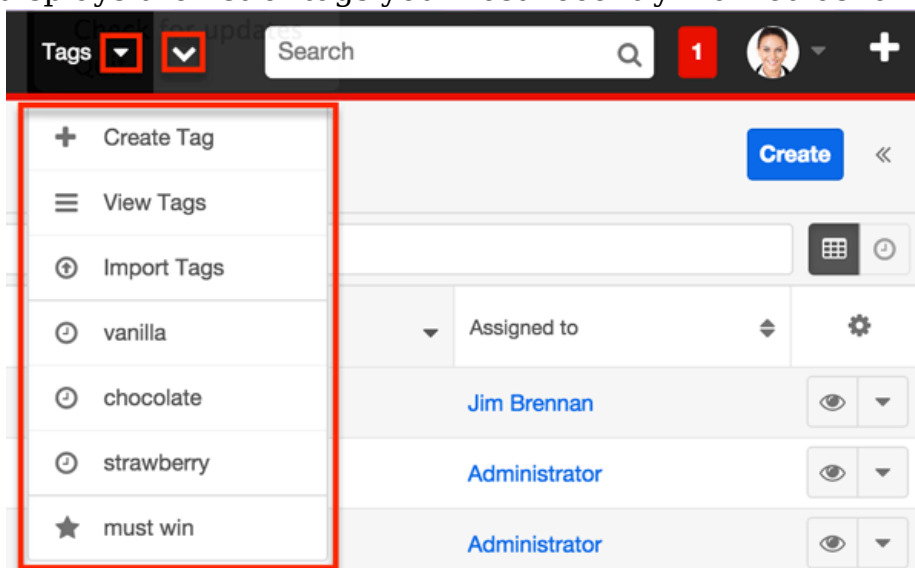 Tags
Search
1
Create Tag
Create
View Tags
Import Tags
vanilla
Assigned to
chocolate
Jim Brennan
strawberry
Administrator
must win
Administrator